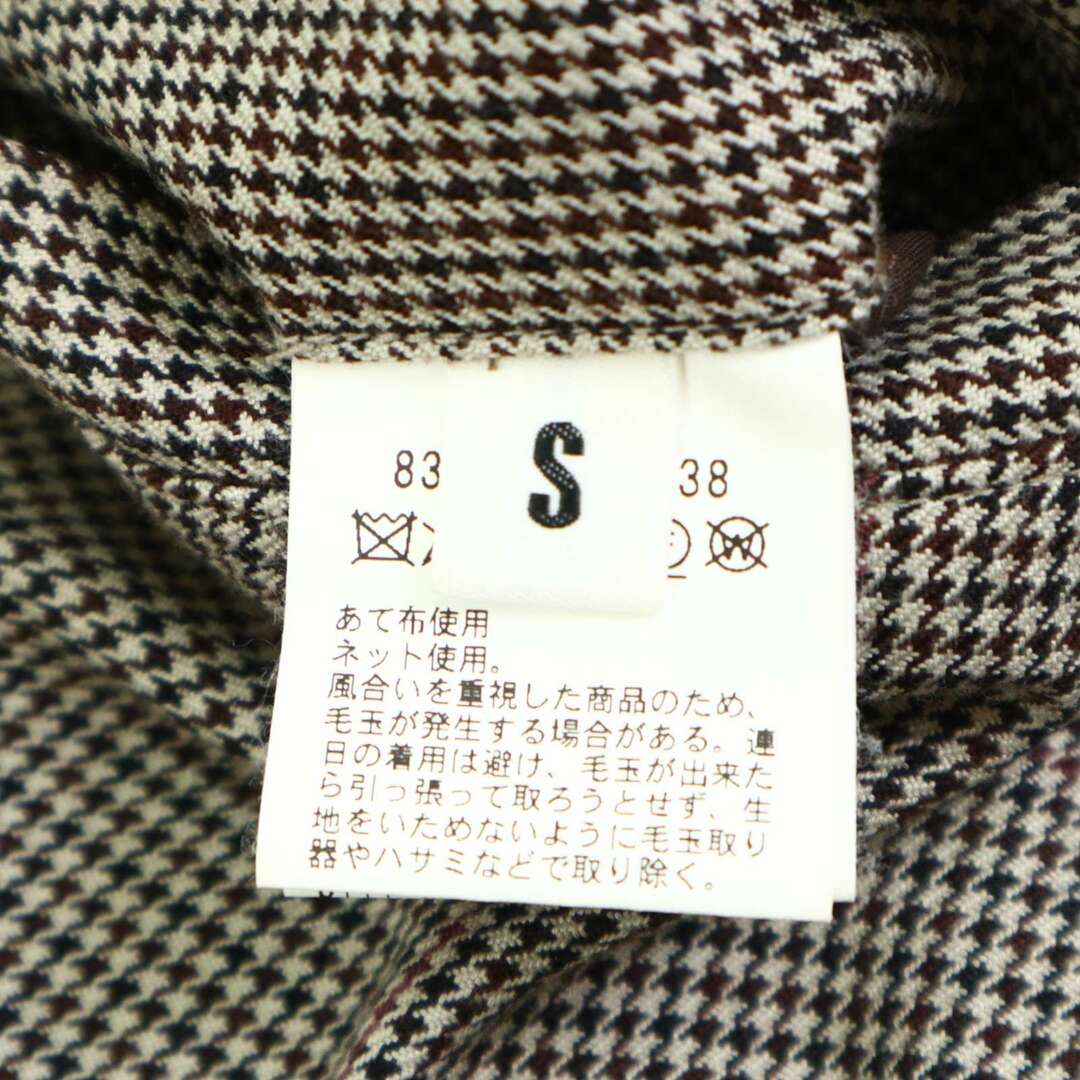 S
83 38
あて布使用
ネット使用。
風合いを重視した商品のため、
毛玉が発生する場合がある。連
日の着用は避け、毛玉が出来た
ら引っ張って取ろうとせず、生
地をいためないように毛玉取り
器やハサミなどで取り除く。